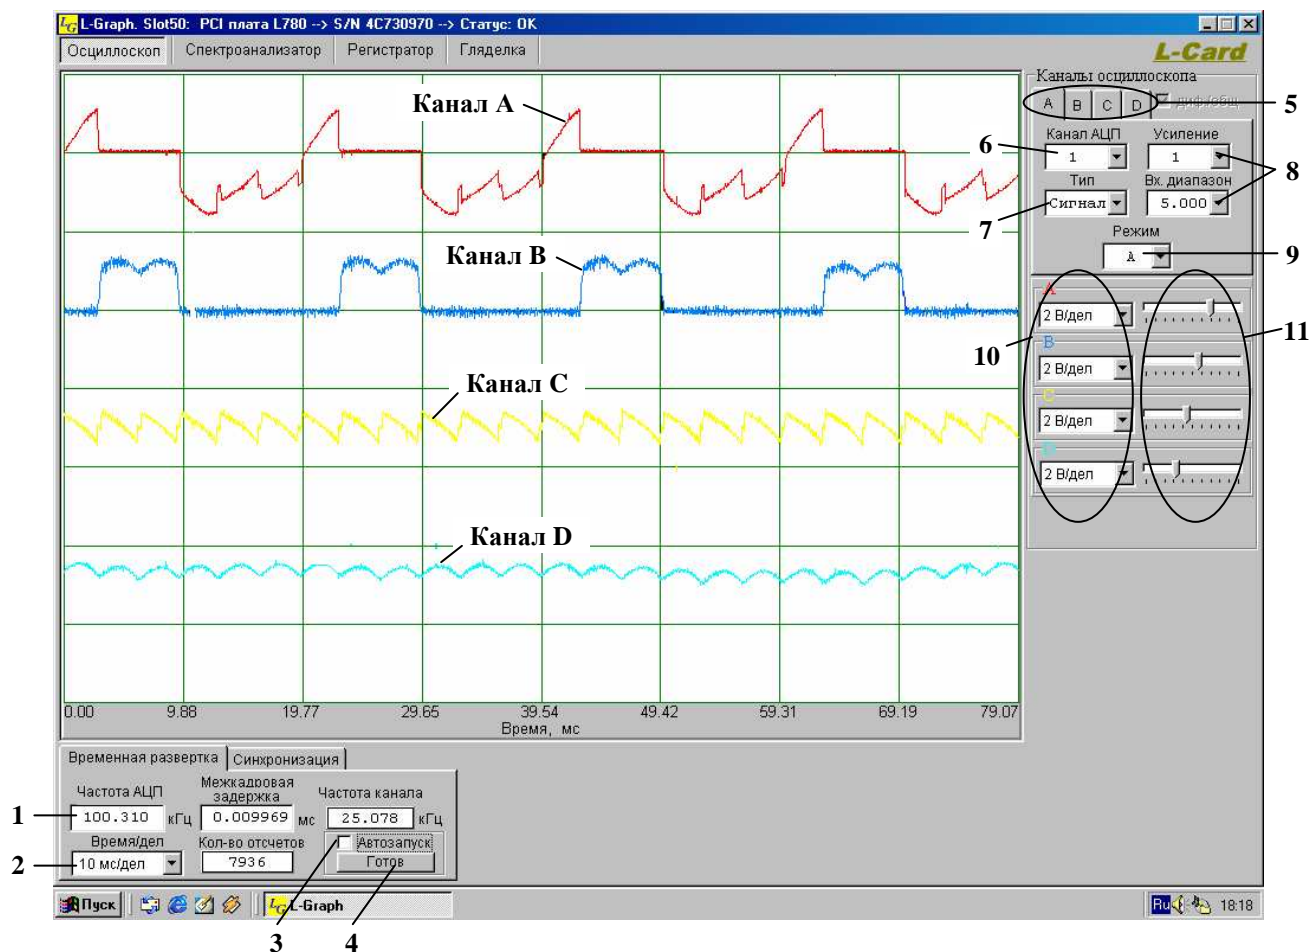 L-Graph. Slot50: PCI плата L780 --> S/N 4C730970 --> Статус: OK
Осциллоскоп Спектроанализатор Регистратор Гляделка
L-Card
Каналы осциллоскопа
A B C D диф./общ. 5
Канал A
6 Канал АЦП Усиление
1 1 8
Тип Вх. диапазон
7 Сигнал 5.000
Режим
A 9
Канал B
A
2 В/дел 11
10 B
2 В/дел
Канал C
C
2 В/дел
D
2 В/дел
Канал D
0.00 9.88 19.77 29.65 39.54 49.42 59.31 69.19 79.07
Время, мс
Временная развертка Синхронизация
Частота АЦП Межкадровая задержка Частота канала
1 100.310 кГц 0.009969 мс 25.078 кГц
Время/дел Кол-во отсчетов Автозапуск
2 10 мс/дел 7936 Готов
Пуск L-Graph Ru 18:18
3 4